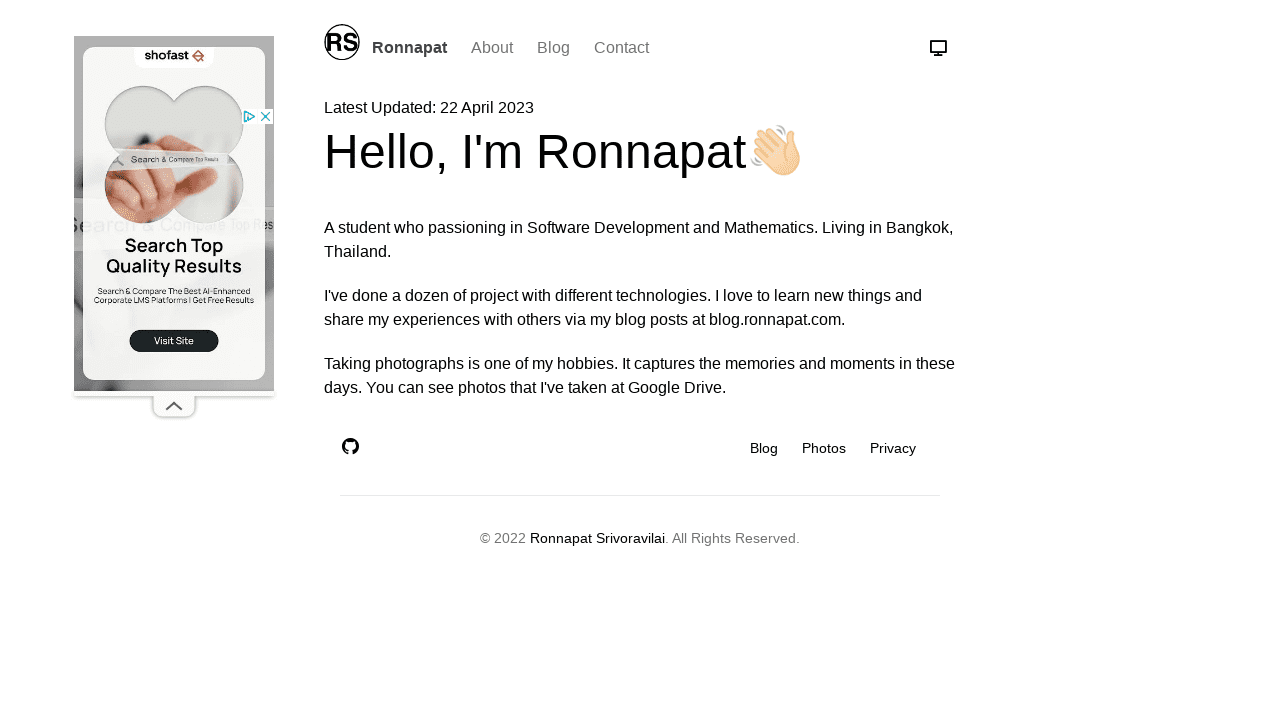 shofast
Search & Compare Top Results
Search & Compare Top Res
Search Top
Quality Results
Search & Compare The Best AI-Enhanced
Corporate LMS Platforms | Get Free Results
Visit Site
RS Ronnapat About Blog Contact
Latest Updated: 22 April 2023
Hello, I'm Ronnapat
A student who passioning in Software Development and Mathematics. Living in Bangkok,
Thailand.
I've done a dozen of project with different technologies. I love to learn new things and
share my experiences with others via my blog posts at blog.ronnapat.com.
Taking photographs is one of my hobbies. It captures the memories and moments in these
days. You can see photos that I've taken at Google Drive.
Blog Photos Privacy
© 2022 Ronnapat Srivoravilai. All Rights Reserved.